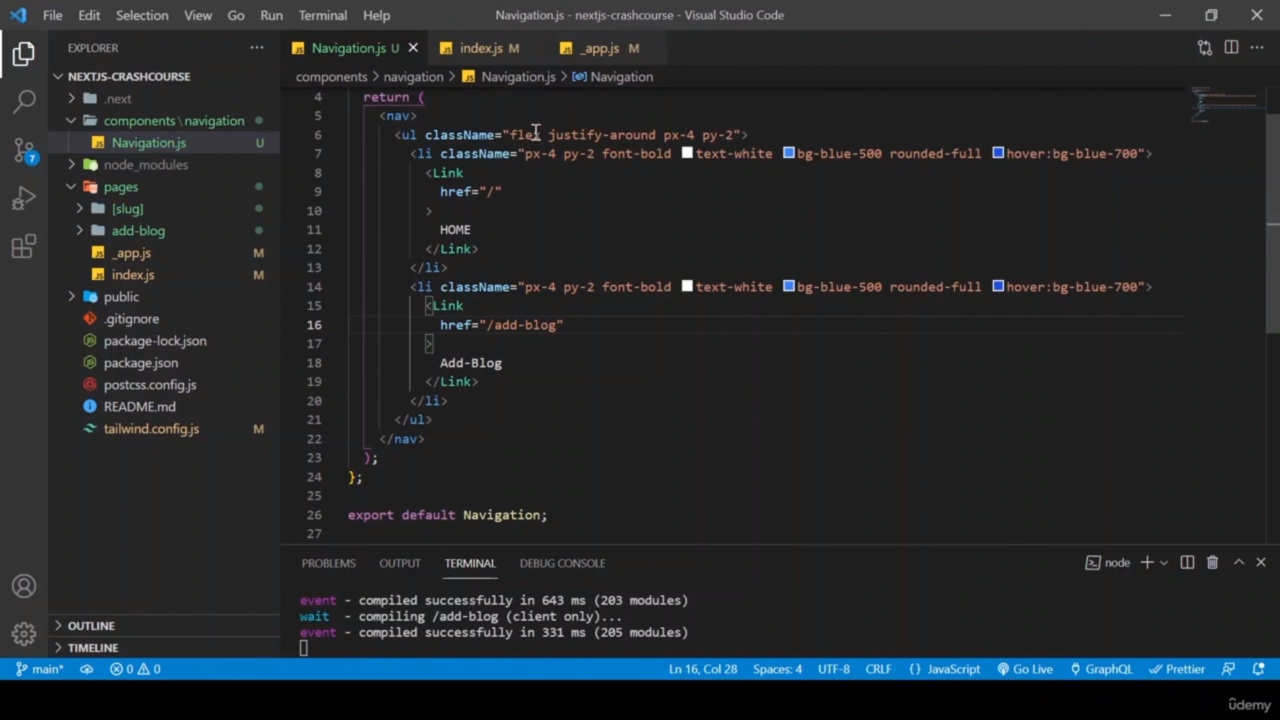 File Edit Selection View Go Run Terminal Help Navigation.js - nextjs-crashcourse - Visual Studio Code
EXPLORER ... Navigation.js U index.js M _app.js M
NEXTJS-CRASHCOURSE components > navigation > Navigation.js > Navigation
.next
components\navigation
Navigation.js U
node_modules
pages
[slug]
add-blog
_app.js M
index.js M
public
.gitignore
package-lock.json
package.json
postcss.config.js
README.md
tailwind.config.js M
OUTLINE
TIMELINE
4 return (
5 <nav>
6 <ul className="flex justify-around px-4 py-2">
7 <li className="px-4 py-2 font-bold text-white bg-blue-500 rounded-full hover:bg-blue-700">
8 <Link
9 href="/"
10 >
11 HOME
12 </Link>
13 </li>
14 <li className="px-4 py-2 font-bold text-white bg-blue-500 rounded-full hover:bg-blue-700">
15 <Link
16 href="/add-blog"
17 >
18 Add-Blog
19 </Link>
20 </li>
21 </ul>
22 </nav>
23 );
24 };
25
26 export default Navigation;
27
PROBLEMS OUTPUT TERMINAL DEBUG CONSOLE node
event - compiled successfully in 643 ms (203 modules)
wait - compiling /add-blog (client only)...
event - compiled successfully in 331 ms (205 modules)
7
main* 0 0 Ln 16, Col 28 Spaces: 4 UTF-8 CRLF {} JavaScript Go Live GraphQL Prettier
ûdemy